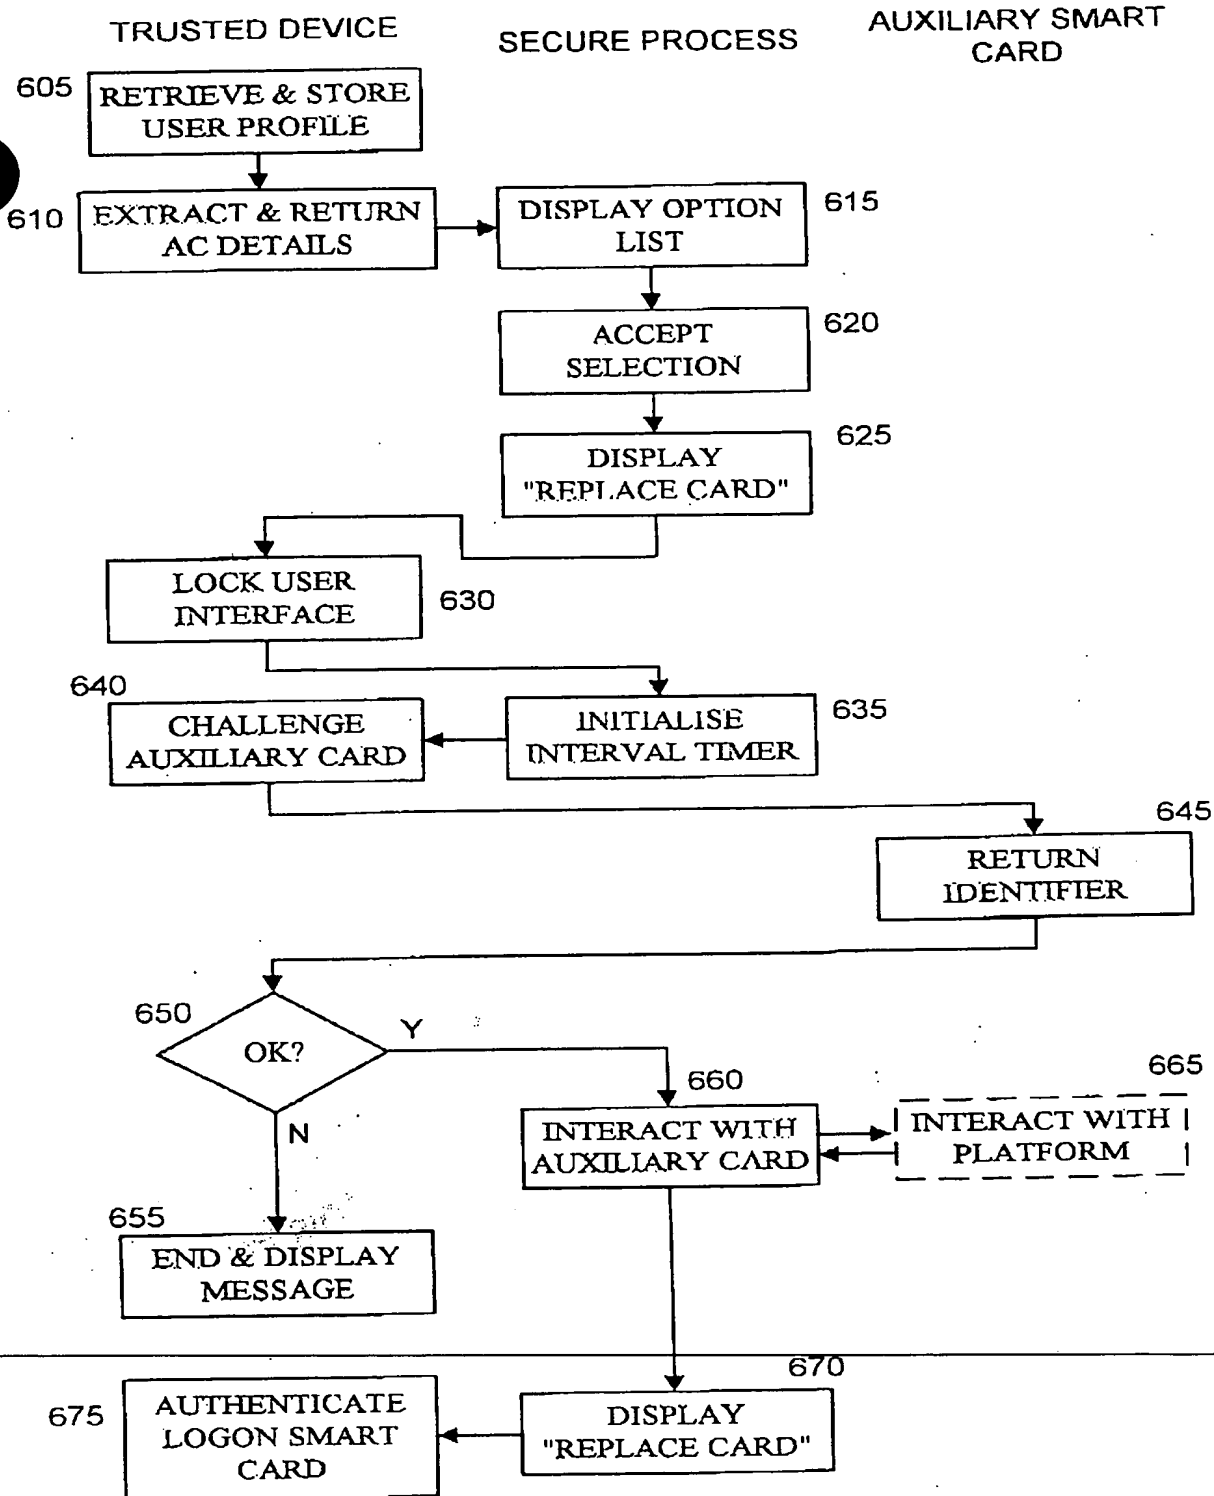 TRUSTED DEVICE
SECURE PROCESS
AUXILIARY SMART
CARD
605
RETRIEVE & STORE
USER PROFILE
610
EXTRACT & RETURN
AC DETAILS
DISPLAY OPTION
LIST
615
ACCEPT
SELECTION
620
DISPLAY
"REPLACE CARD"
625
LOCK USER
INTERFACE
630
640
CHALLENGE
AUXILIARY CARD
INITIALISE
INTERVAL TIMER
635
645
RETURN
IDENTIFIER
650
OK?
Y
N
660
INTERACT WITH
AUXILIARY CARD
665
INTERACT WITH
PLATFORM
655
END & DISPLAY
MESSAGE
670
DISPLAY
"REPLACE CARD"
675
AUTHENTICATE
LOGON SMART
CARD